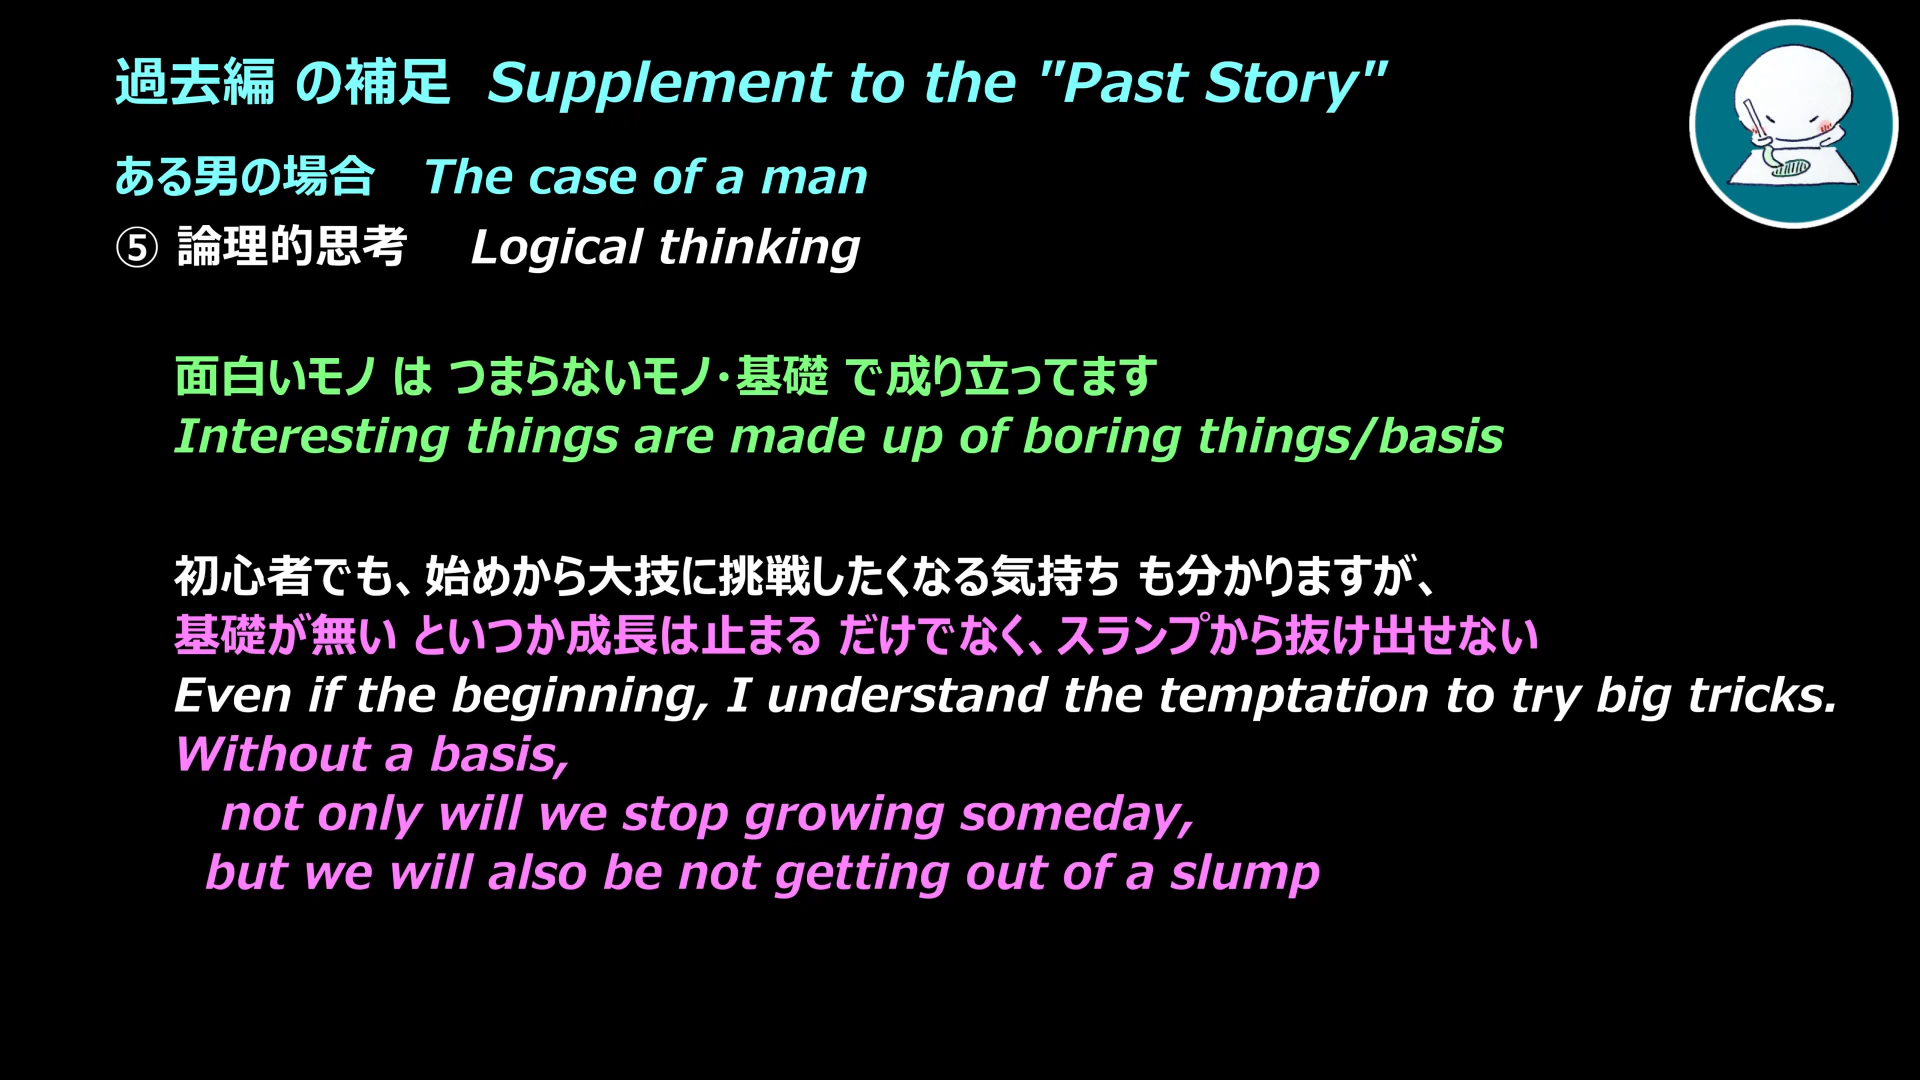 過去編 の補足 Supplement to the "Past Story"
ある男の場合 The case of a man
⑤ 論理的思考 Logical thinking
面白いモノ は つまらないモノ・基礎 で成り立ってます
Interesting things are made up of boring things/basis
初心者でも、始めから大技に挑戦したくなる気持ち も分かりますが、
基礎が無い といつか成長は止まる だけでなく、スランプから抜け出せない
Even if the beginning, I understand the temptation to try big tricks.
Without a basis,
not only will we stop growing someday,
but we will also be not getting out of a slump